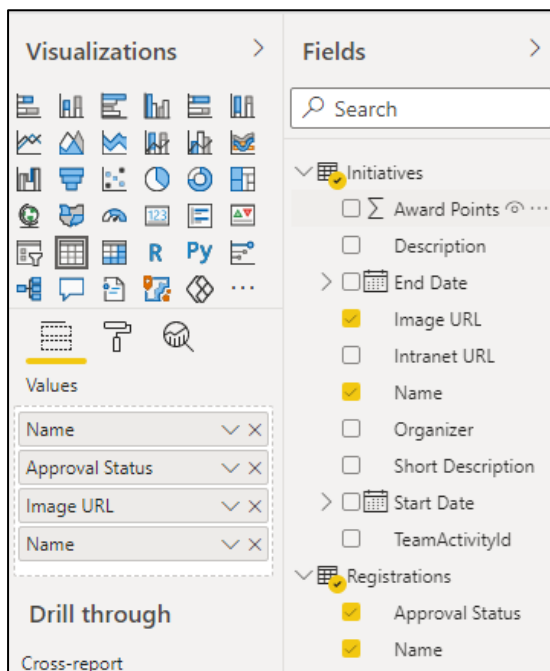 Visualizations
123
R
Py
Values
Name
Approval Status
Image URL
Name
Drill through
Cross-report
Fields
Search
Initiatives
Σ Award Points
Description
End Date
Image URL
Intranet URL
Name
Organizer
Short Description
Start Date
TeamActivityId
Registrations
Approval Status
Name